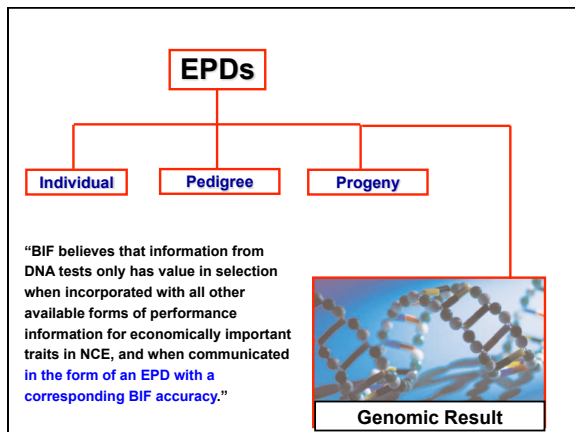 EPDs
Individual
Pedigree
Progeny
“BIF believes that information from
DNA tests only has value in selection
when incorporated with all other
available forms of performance
information for economically important
traits in NCE, and when communicated
in the form of an EPD with a
corresponding BIF accuracy.”
Genomic Result